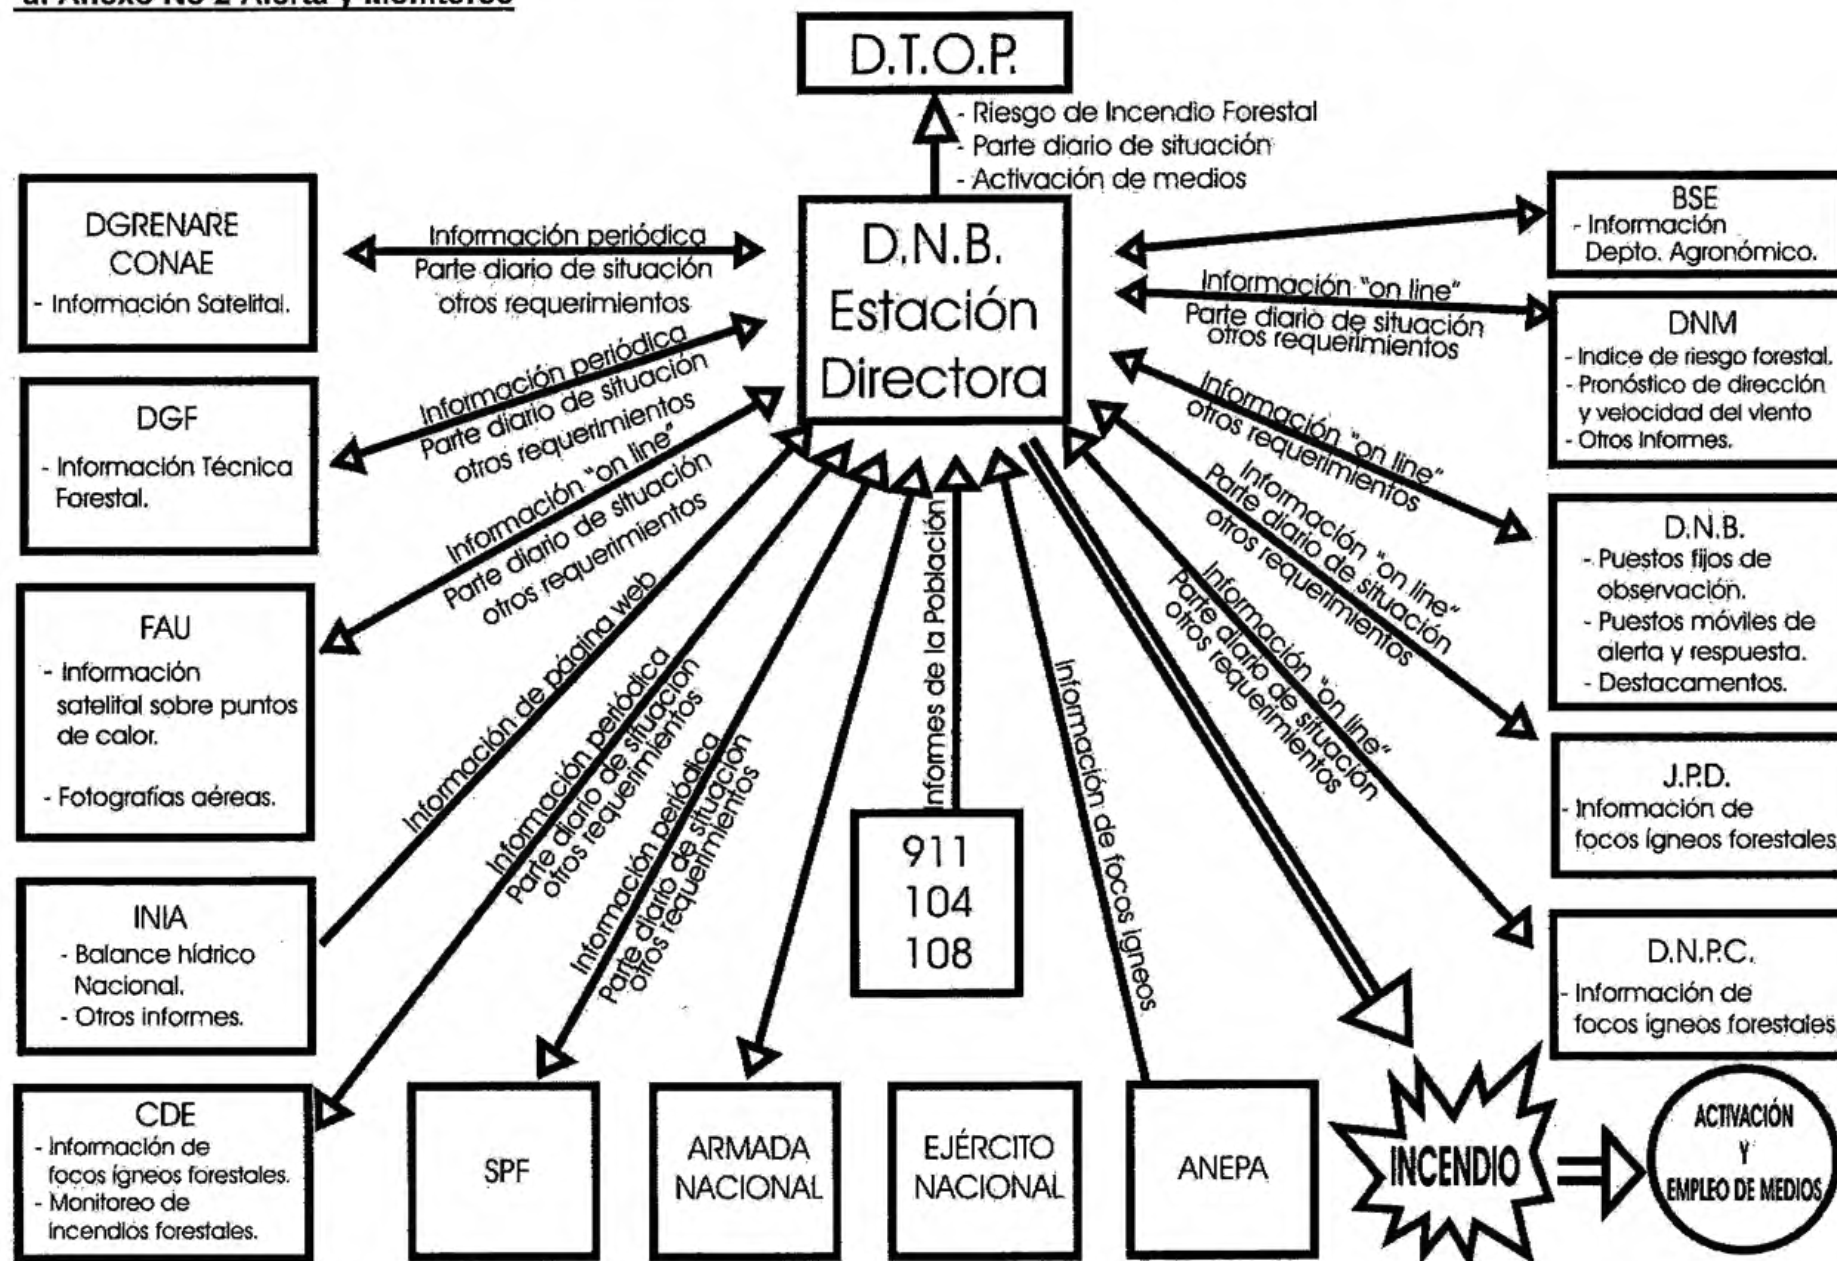 a. Anexo No 2 Alerta y Monitoreo
D.T.O.P.
- Riesgo de Incendio Forestal
- Parte diario de situación
- Activación de medios
D.N.B.
Estación
Directora
DGRENARE
CONAE
- Información Satelital.
Información periódica
Parte diario de situación
otros requerimientos
DGF
- Información Técnica
Forestal.
Información periódica
Parte diario de situación
otros requerimientos
FAU
- Información
satelital sobre puntos
de calor.
- Fotografías aéreas.
Información "on line"
Parte diario de situación
otros requerimientos
INIA
- Balance hídrico
Nacional.
- Otros informes.
Información de página web
CDE
- Información de
focos ígneos forestales.
- Monitoreo de
incendios forestales.
Información periódica
Parte diario de situación
otros requerimientos
SPF
Información periódica
Parte diario de situación
otros requerimientos
ARMADA
NACIONAL
911
104
108
Informes de la Población
EJÉRCITO
NACIONAL
ANEPA
Información de focos ígneos
BSE
- Información
Depto. Agronómico.
DNM
- Indice de riesgo forestal.
- Pronóstico de dirección
y velocidad del viento
- Otros Informes.
Información "on line"
Parte diario de situación
otros requerimientos
D.N.B.
- Puestos fijos de
observación.
- Puestos móviles de
alerta y respuesta.
- Destacamentos.
Información "on line"
otros requerimientos
J.P.D.
- Información de
focos ígneos forestales
Información "on line"
Parte diario de situación
otros requerimientos
D.N.P.C.
- Información de
focos ígneos forestales
Información "on line"
Parte diario de situación
otros requerimientos
INCENDIO
ACTIVACIÓN
Y
EMPLEO DE MEDIOS